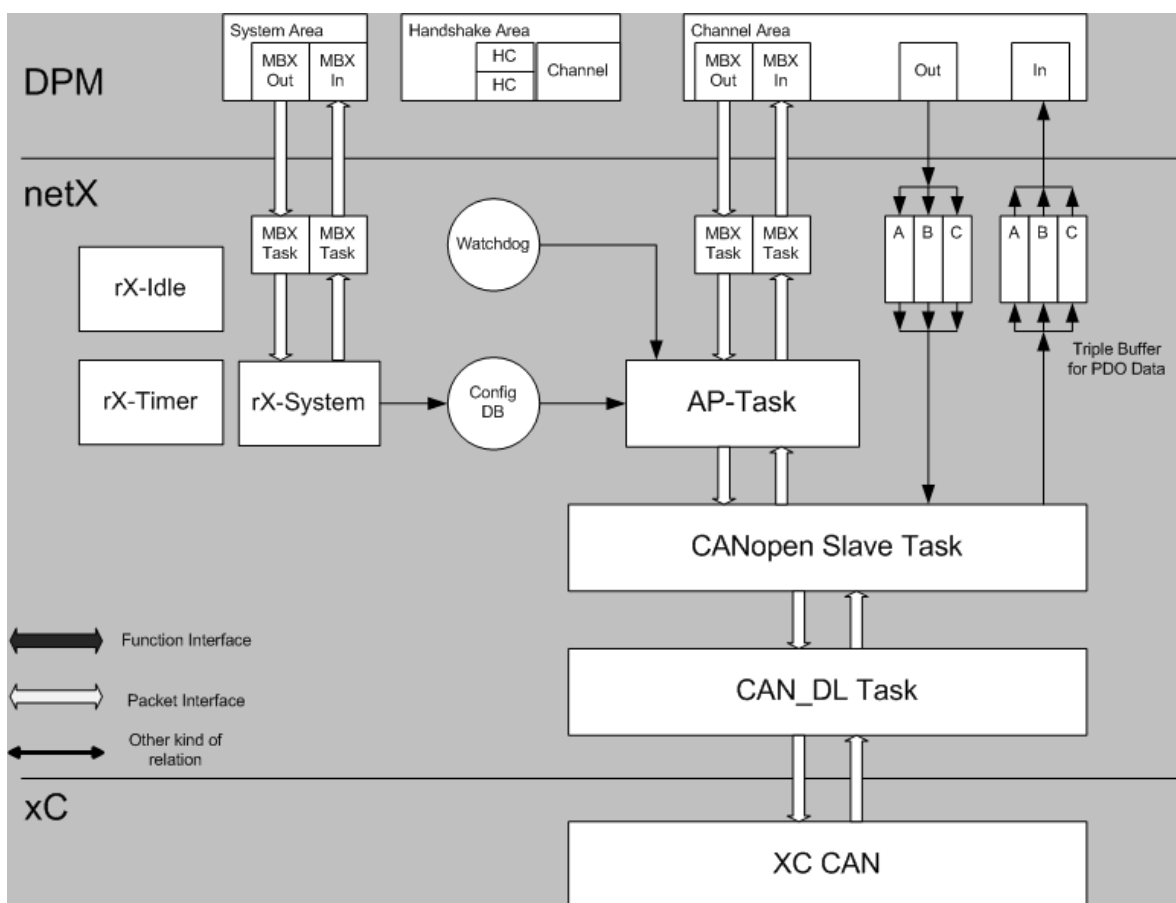 DPM
System Area
MBX
Out
MBX
In
Handshake Area
HC
HC
Channel
Channel Area
MBX
Out
MBX
In
Out
In
netX
MBX
Task
MBX
Task
Watchdog
MBX
Task
MBX
Task
A
B
C
A
B
C
Triple Buffer
for PDO Data
rX-Idle
rX-Timer
rX-System
Config
DB
AP-Task
CANopen Slave Task
CAN_DL Task
Function Interface
Packet Interface
Other kind of
relation
xC
XC CAN